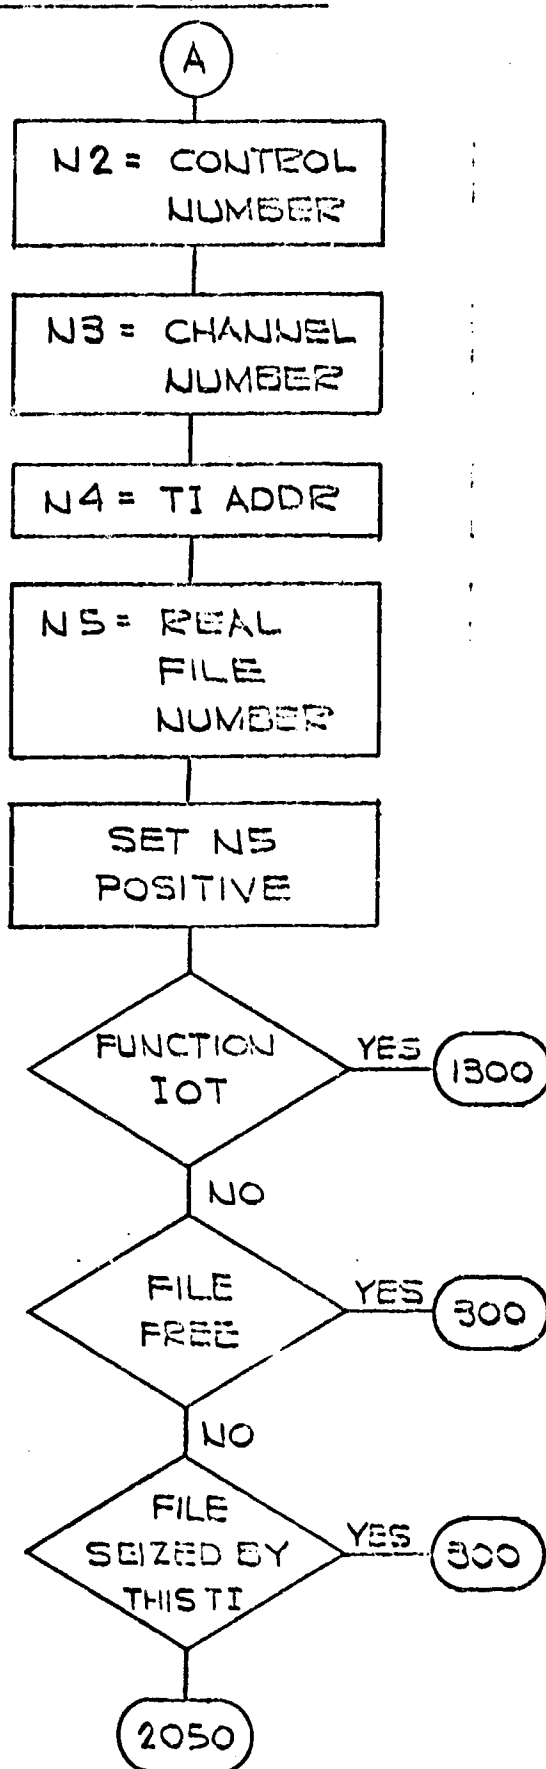 A
N2 = CONTROL
NUMBER
N3 = CHANNEL
NUMBER
N4 = TI ADDR
N5 = REAL
FILE
NUMBER
SET N5
POSITIVE
FUNCTION
IOT
YES
1300
NO
FILE
FREE
YES
300
NO
FILE
SEIZED BY
THIS TI
YES
300
2050